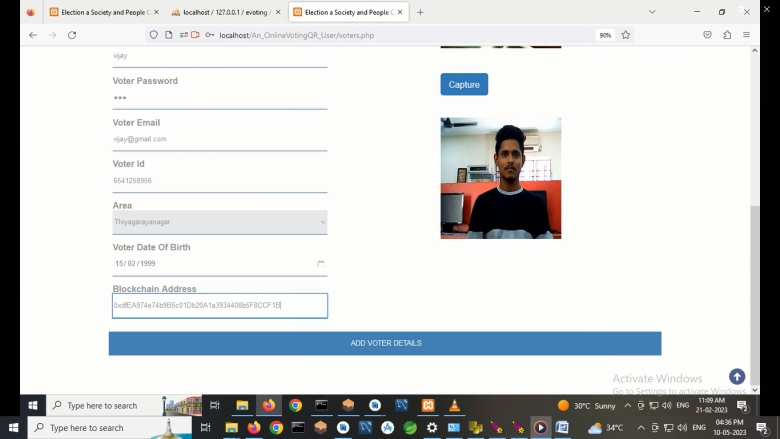 Election a Society and People C
localhost / 127.0.0.1 / evoting /
Election a Society and People C
localhost/An_OnlineVotingQR_User/voters.php
90%
vijay
Voter Password
•••
Voter Email
vijay@gmail.com
Voter Id
6541258956
Area
Thiyagarayanagar
Voter Date Of Birth
15 / 02 / 1999
Blockchain Address
Capture
ADD VOTER DETAILS
Activate Windows
Go to Settings to activate Windows.
Type here to search
30°C Sunny
ENG
11:09 AM
21-02-2023
Type here to search
34°C
ENG
04:36 PM
10-05-2023